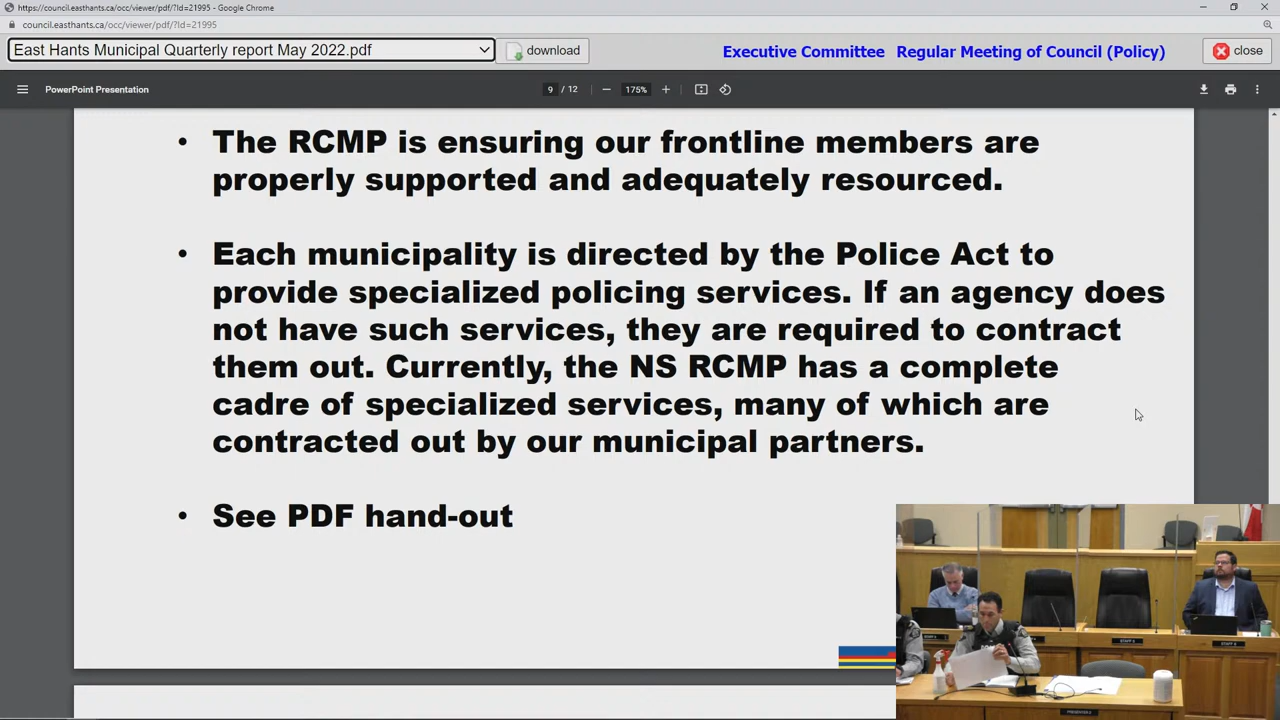 https://council.easthants.ca/occ/viewer/pdf/?Id=21995 - Google Chrome
council.easthants.ca/occ/viewer/pdf/?Id=21995
East Hants Municipal Quarterly report May 2022.pdf download Executive Committee Regular Meeting of Council (Policy) close
PowerPoint Presentation 9 / 12 175%
• The RCMP is ensuring our frontline members are
properly supported and adequately resourced.
• Each municipality is directed by the Police Act to
provide specialized policing services. If an agency does
not have such services, they are required to contract
them out. Currently, the NS RCMP has a complete
cadre of specialized services, many of which are
contracted out by our municipal partners.
• See PDF hand-out